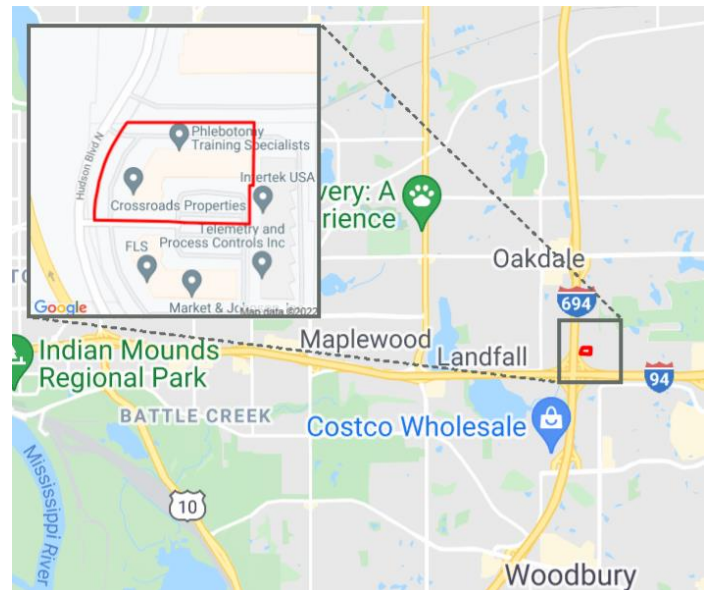 Hudson Blvd N
Phlebotomy
Training Specialists
Intertek USA
Crossroads Properties
Telemetry and
Process Controls Inc
FLS
Market &
Google
Map data ©2022
very: A
rience
Oakdale
694
Maplewood
Landfall
94
Indian Mounds
Regional Park
BATTLE CREEK
Costco Wholesale
10
Mississippi River
Woodbury